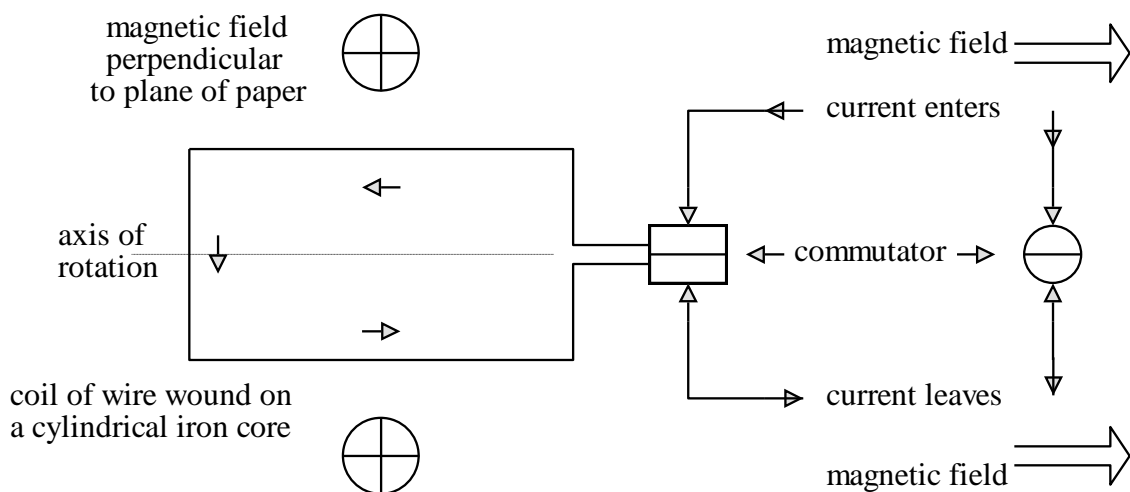 magnetic field
perpendicular
to plane of paper
magnetic field
current enters
axis of
rotation
commutator
coil of wire wound on
a cylindrical iron core
current leaves
magnetic field